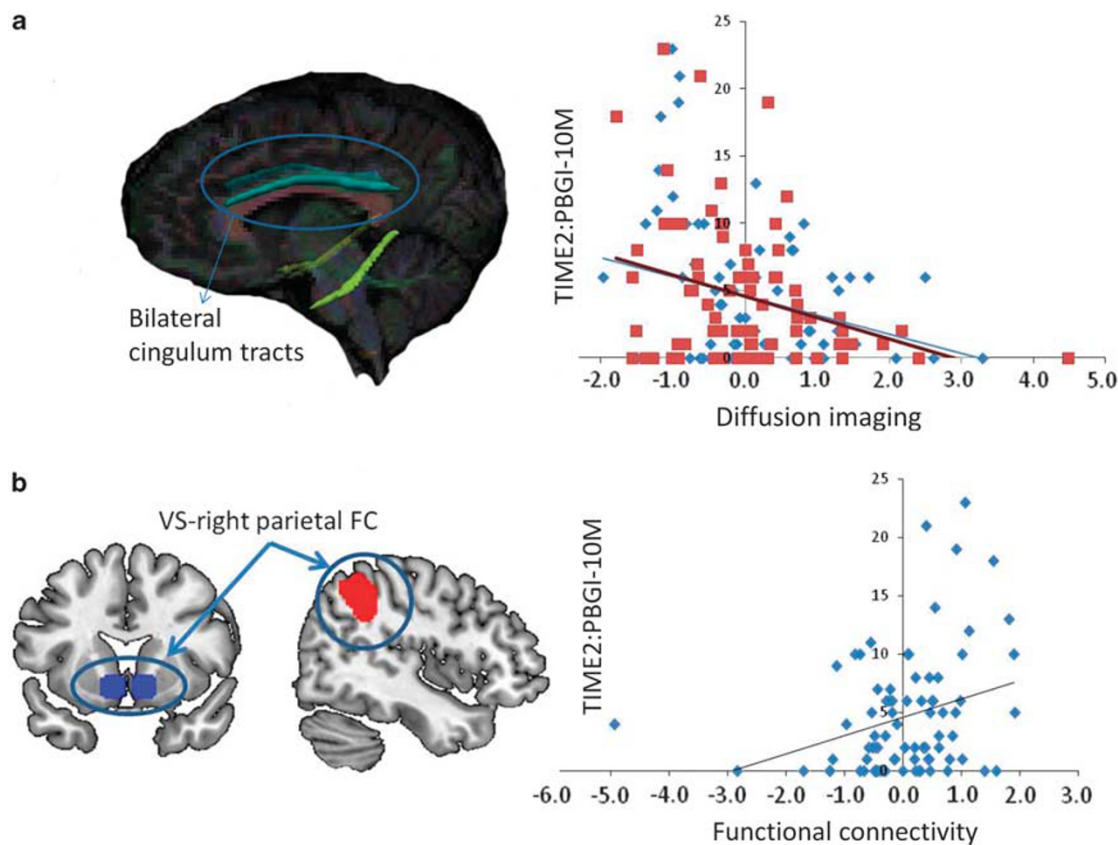 a
Bilateral
cingulum tracts
TIME2:PBGI-10M
25
20
15
10
5
0
-2.0 -1.0 0.0 1.0 2.0 3.0 4.0 5.0
Diffusion imaging
b
VS-right parietal FC
TIME2:PBGI-10M
25
20
15
10
5
0
-6.0 -5.0 -4.0 -3.0 -2.0 -1.0 0.0 1.0 2.0 3.0
Functional connectivity